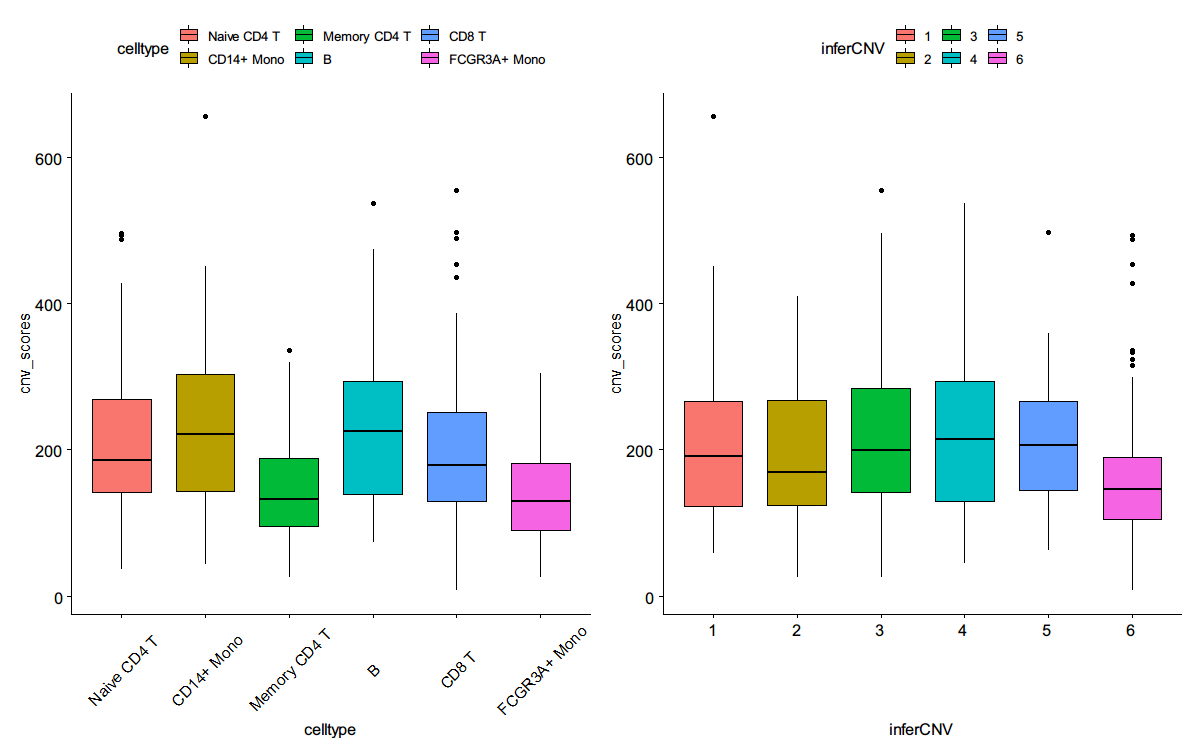 celltype
Naive CD4 T Memory CD4 T CD8 T
CD14+ Mono B FCGR3A+ Mono
cnv_scores
600
400
200
0
Naive CD4 T
CD14+ Mono
Memory CD4 T
B
CD8 T
FCGR3A+ Mono
celltype
inferCNV
1 3 5
2 4 6
cnv_scores
600
400
200
0
1 2 3 4 5 6
inferCNV